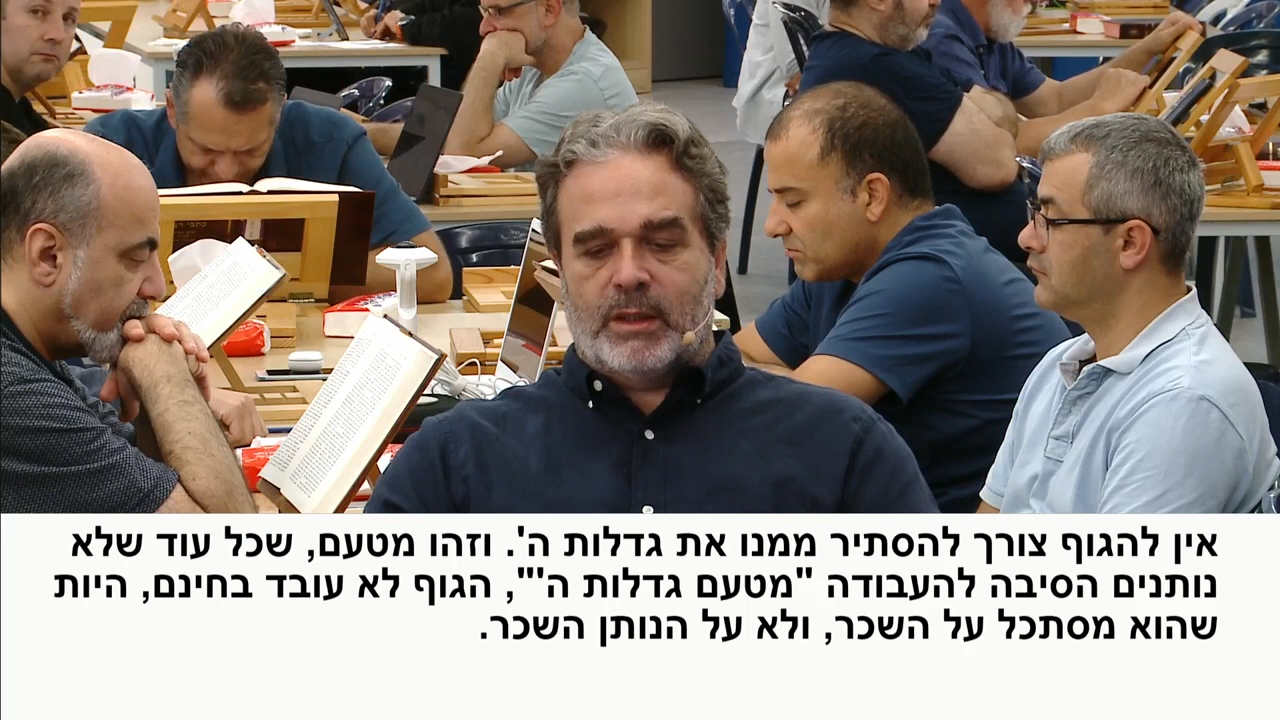 אין להגוף צורך להסתיר ממנו את גדלות ה'. וזהו מטעם, שכל עוד שלא
נותנים הסיבה להעבודה "מטעם גדלות ה'", הגוף לא עובד בחינם, היות
שהוא מסתכל על השכר, ולא על הנותן השכר.